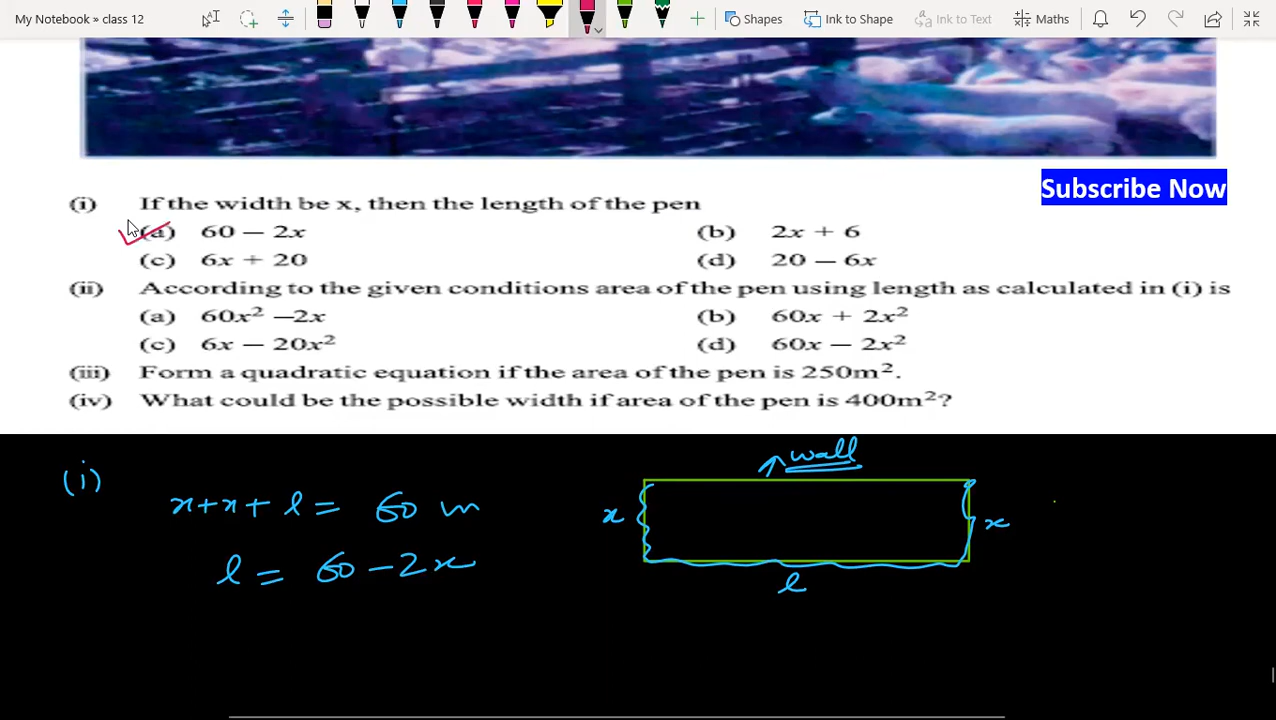 My Notebook » class 12
Shapes
Ink to Shape
Ink to Text
Maths
Subscribe Now
(i) If the width be x, then the length of the pen
(a) 60 – 2x (b) 2x + 6
(c) 6x + 20 (d) 20 – 6x
(ii) According to the given conditions area of the pen using length as calculated in (i) is
(a) 60x² –2x (b) 60x + 2x²
(c) 6x – 20x² (d) 60x – 2x²
(iii) Form a quadratic equation if the area of the pen is 250m².
(iv) What could be the possible width if area of the pen is 400m²?
(i)
x+x+ l = 60 m
l = 60 – 2x
wall
x
x
l